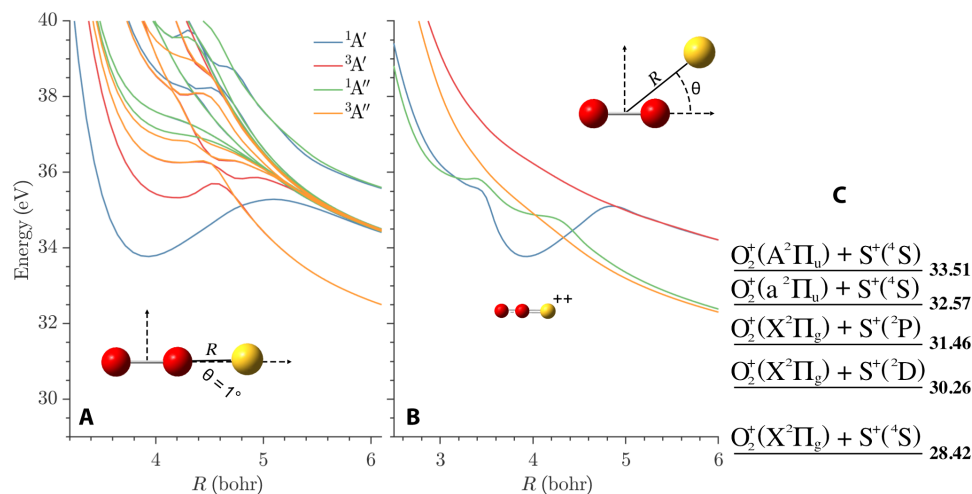 40
38
36
34
32
30
Energy (eV)
¹A′
³A′
¹A″
³A″
R
θ = 1°
A
4
5
6
R (bohr)
R
θ
++
B
3
4
5
6
R (bohr)
C
O₂⁺(A²Πᵤ) + S⁺(⁴S) 33.51
O₂⁺(a ²Πᵤ) + S⁺(⁴S) 32.57
O₂⁺(X²Π_g) + S⁺(²P) 31.46
O₂⁺(X²Π_g) + S⁺(²D) 30.26
O₂⁺(X²Π_g) + S⁺(⁴S) 28.42